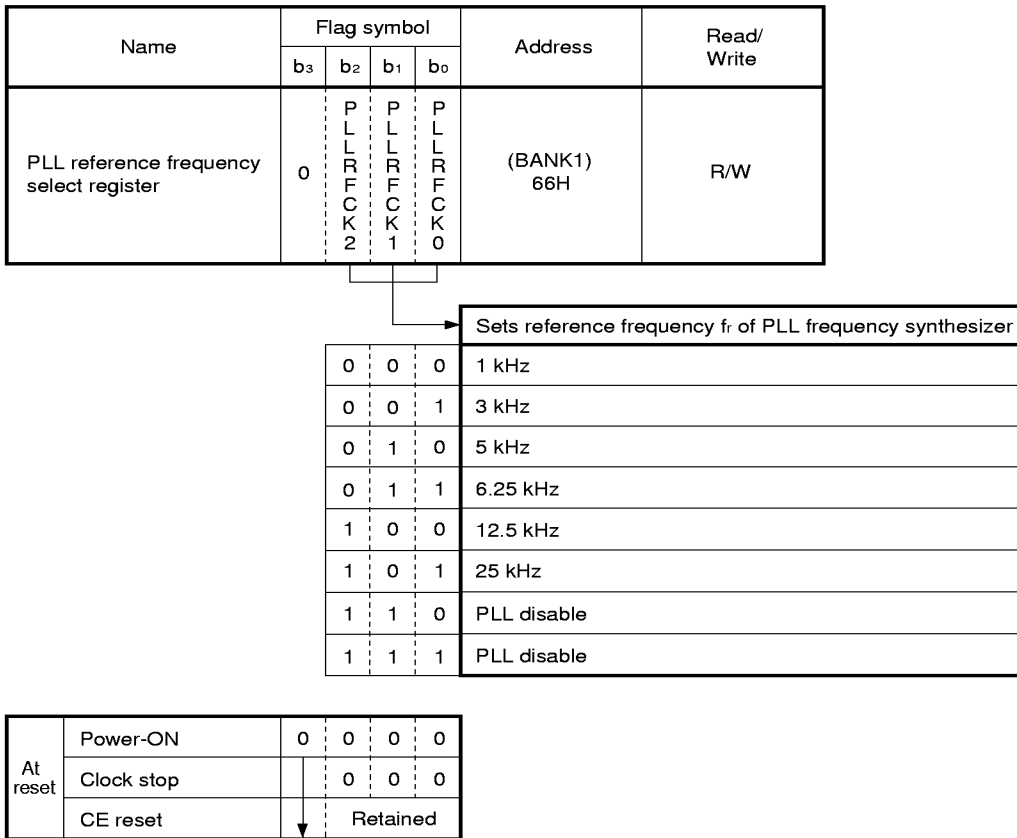 Name
Flag symbol
Address
Read/
Write
b3 b2 b1 b0
PLL reference frequency
select register
0
PLLRFCK2
PLLRFCK1
PLLRFCK0
(BANK1)
66H
R/W
Sets reference frequency fr of PLL frequency synthesizer
0 0 0 1 kHz
0 0 1 3 kHz
0 1 0 5 kHz
0 1 1 6.25 kHz
1 0 0 12.5 kHz
1 0 1 25 kHz
1 1 0 PLL disable
1 1 1 PLL disable
At
reset
Power-ON 0 0 0 0
Clock stop 0 0 0
CE reset Retained